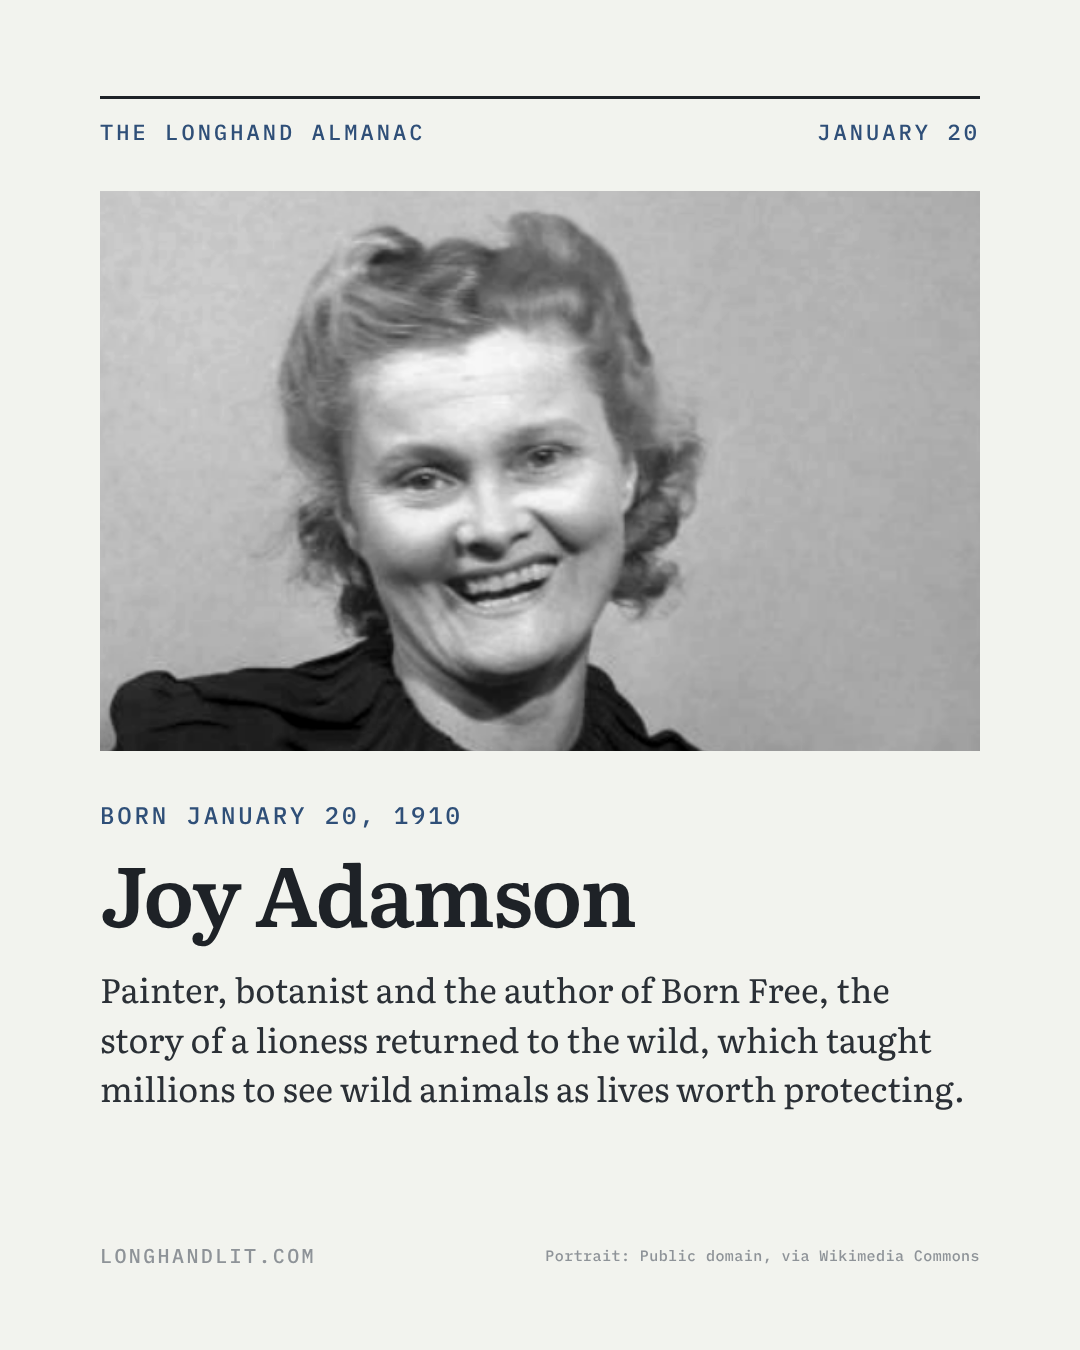 THE LONGHAND ALMANAC
JANUARY 20
BORN JANUARY 20, 1910
Joy Adamson
Painter, botanist and the author of Born Free, the
story of a lioness returned to the wild, which taught
millions to see wild animals as lives worth protecting.
LONGHANDLIT.COM
Portrait: Public domain, via Wikimedia Commons